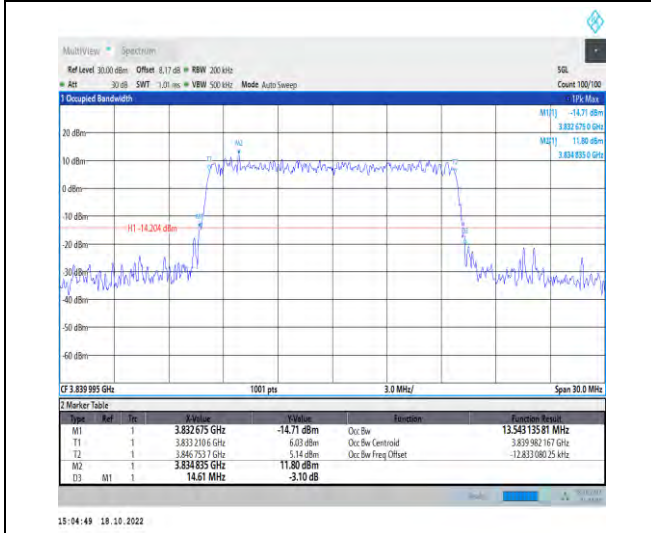 MultiView Spectrum
Ref Level 30.00 dBm Offset 8.17 dB RBW 200 kHz SGL
Att 30 dB SWT 1.01 ms VBW 500 kHz Mode Auto Sweep Count 100/100
1 Occupied Bandwidth 1Pk Max
M1[1] -14.71 dBm
3.832 675 0 GHz
M2[1] 11.80 dBm
3.834 835 0 GHz
20 dBm
M2
T1
T2
10 dBm
0 dBm
-10 dBm
M1
H1 -14.204 dBm
-20 dBm
-30 dBm
-40 dBm
-50 dBm
-60 dBm
CF 3.839 995 GHz 1001 pts 3.0 MHz/ Span 30.0 MHz
2 Marker Table
Type Ref Trc X-Value Y-Value Function Function Result
M1 1 3.832 675 GHz -14.71 dBm Occ Bw 13.543 135 81 MHz
T1 1 3.833 210 6 GHz 6.03 dBm Occ Bw Centroid 3.839 982 167 GHz
T2 1 3.846 753 7 GHz 5.14 dBm Occ Bw Freq Offset -12.833 080 25 kHz
M2 1 3.834 835 GHz 11.80 dBm
D3 M1 1 14.61 MHz -3.10 dB
15:04:49 18.10.2022